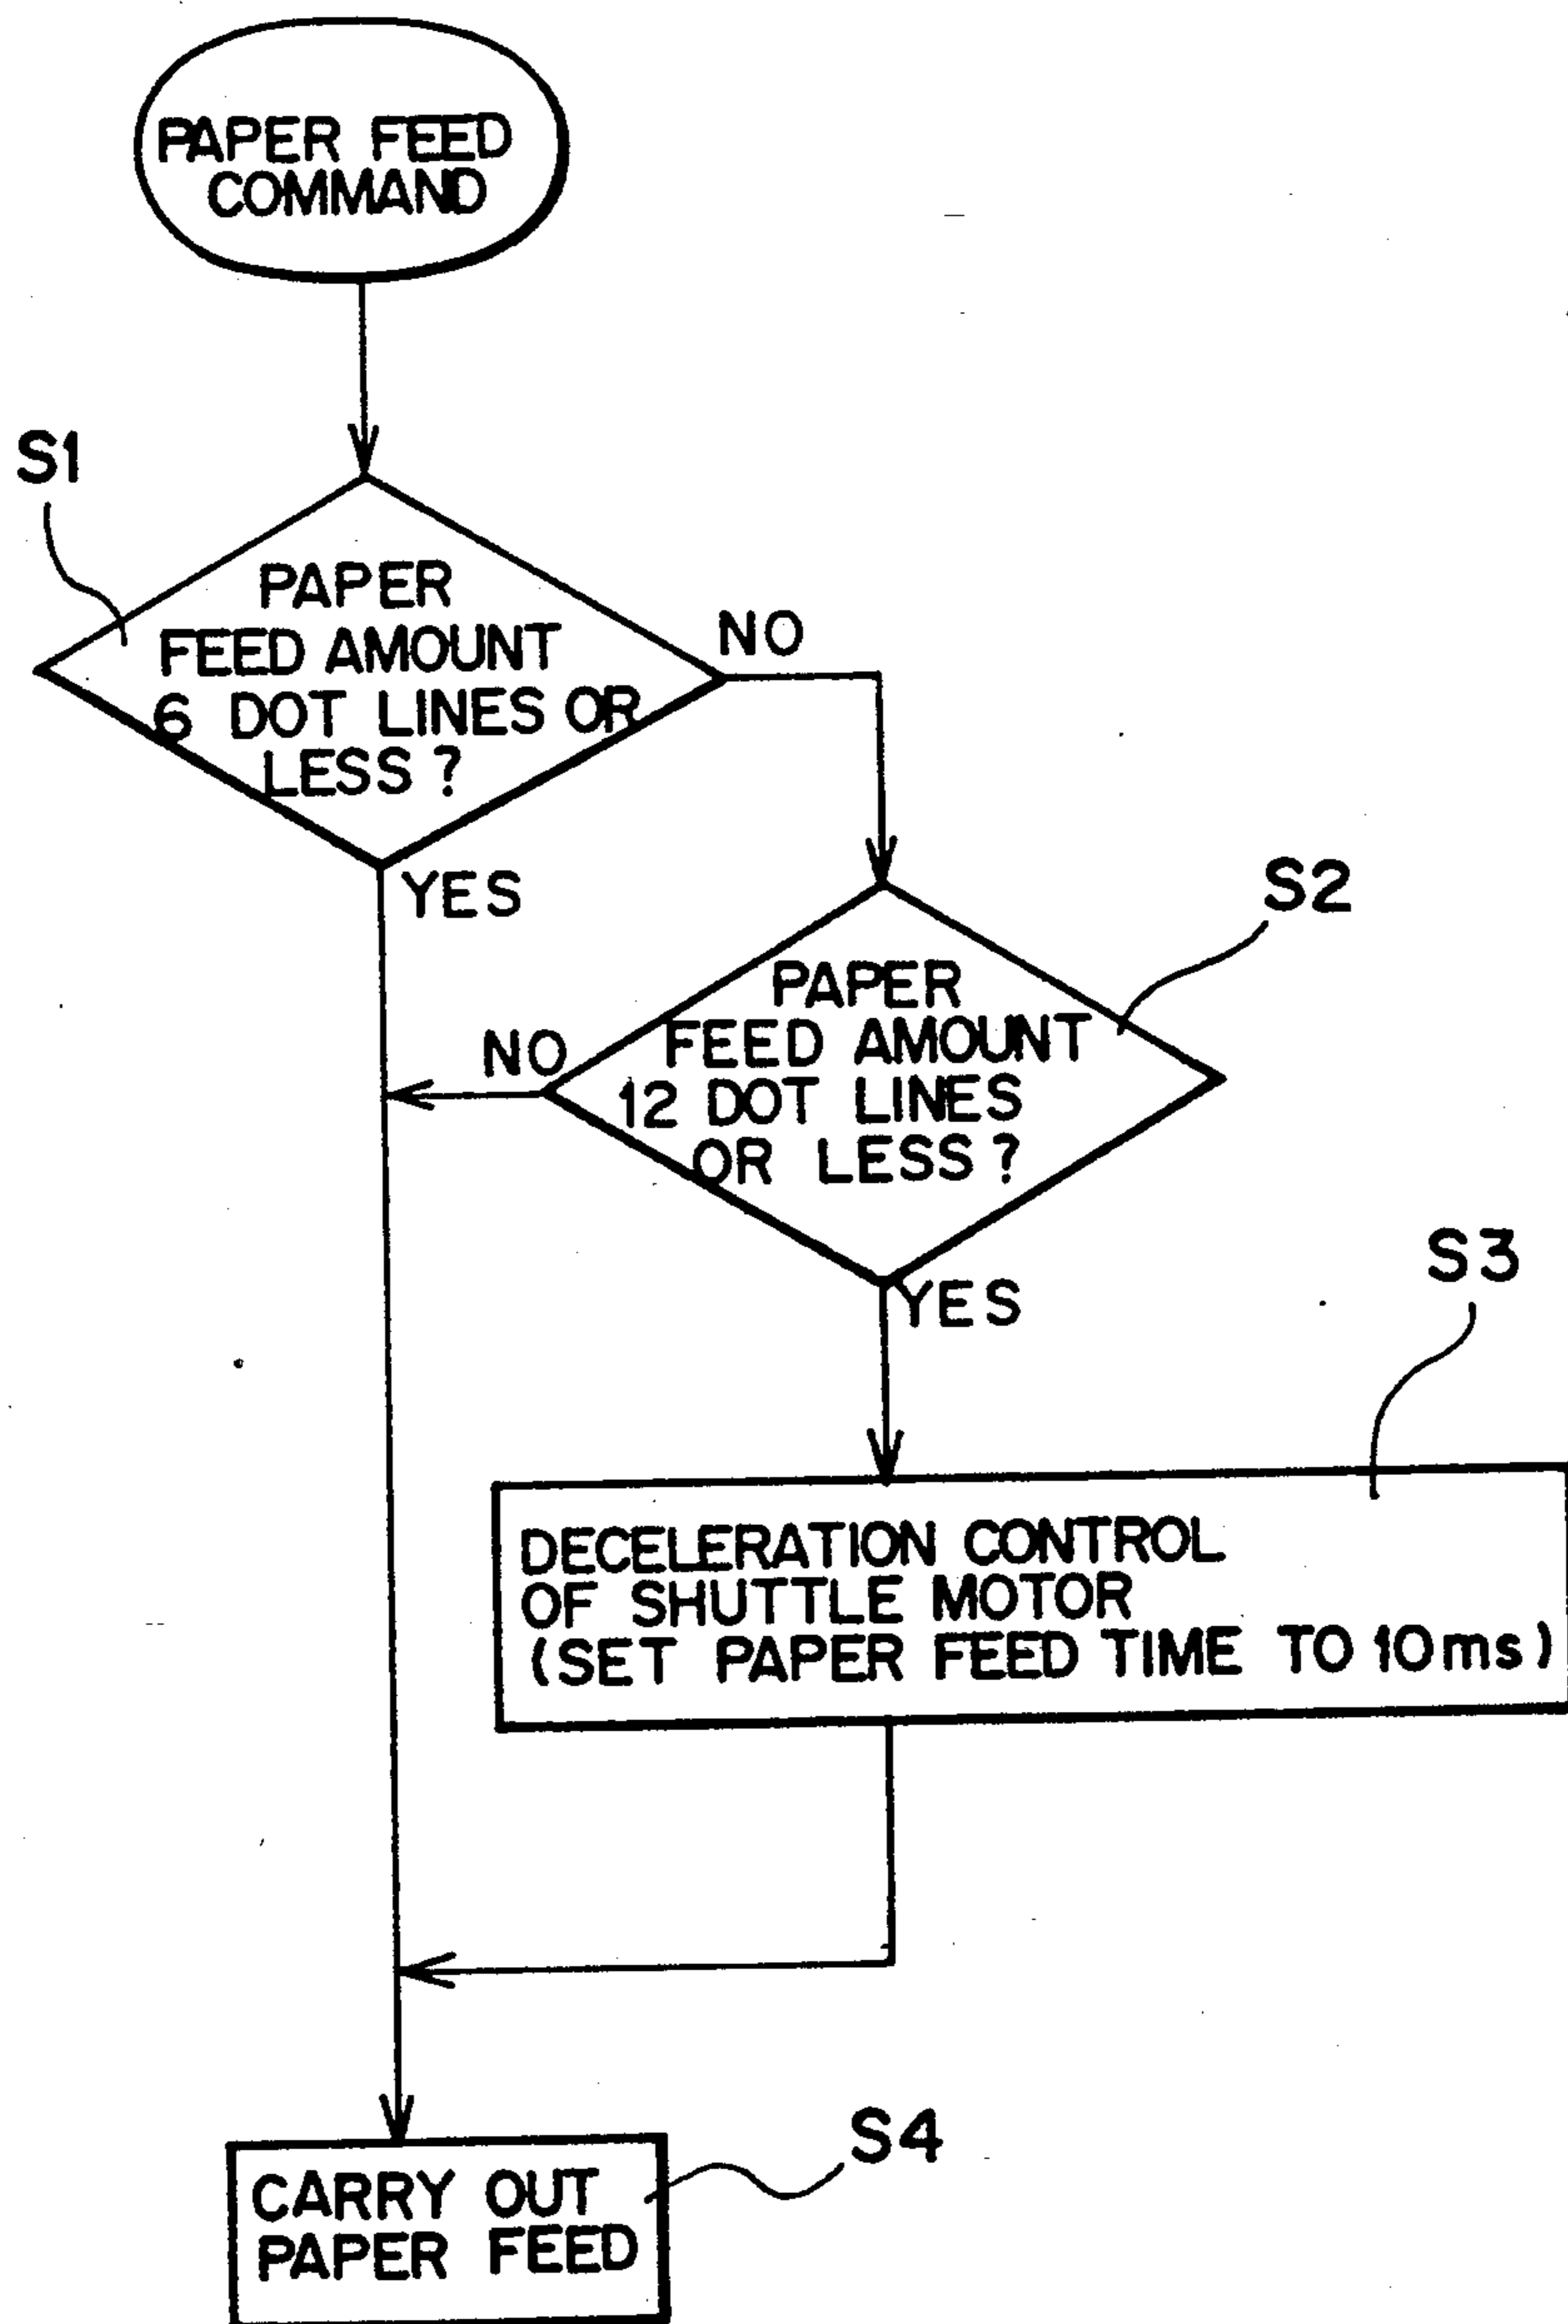 PAPER FEED
COMMAND
S1
PAPER
FEED AMOUNT
6 DOT LINES OR
LESS ?
NO
YES
S2
PAPER
FEED AMOUNT
12 DOT LINES
OR LESS ?
NO
YES
S3
DECELERATION CONTROL
OF SHUTTLE MOTOR
(SET PAPER FEED TIME TO 10ms)
S4
CARRY OUT
PAPER FEED